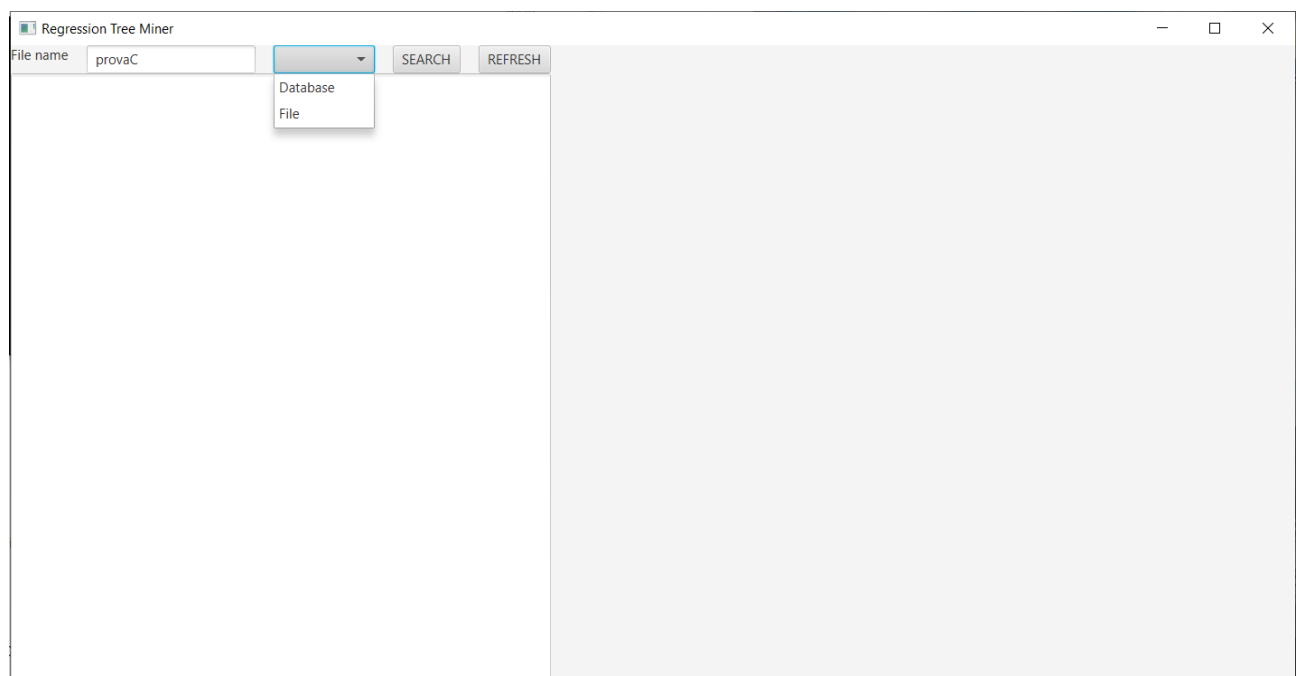 Regression Tree Miner
File name provaC SEARCH REFRESH
Database
File